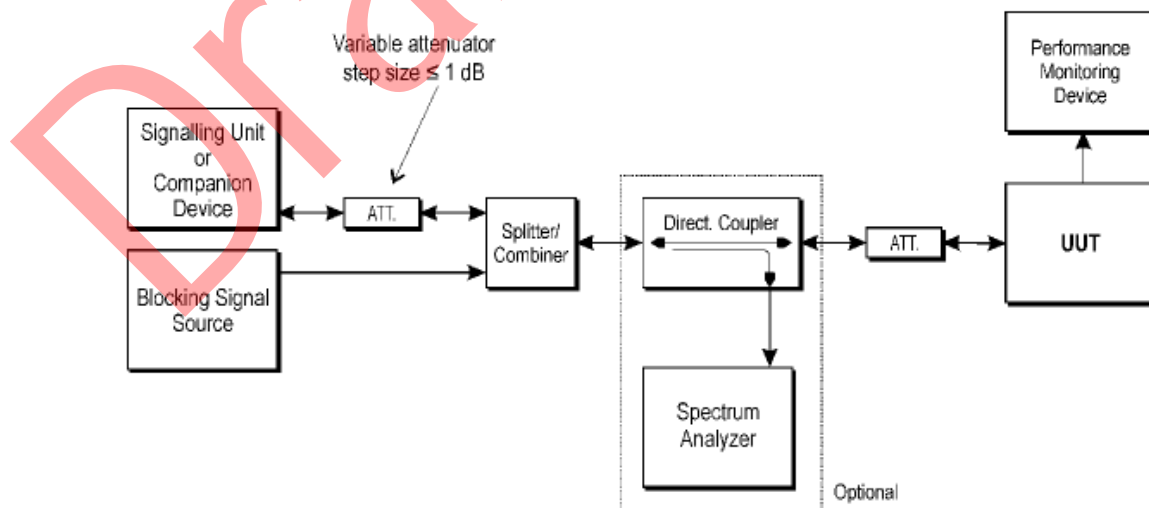 Variable attenuator
step size ≤ 1 dB
Performance
Monitoring
Device
Signalling Unit
or
Companion
Device
ATT.
Splitter/
Combiner
Direct. Coupler
ATT.
UUT
Blocking Signal
Source
Spectrum
Analyzer
Optional